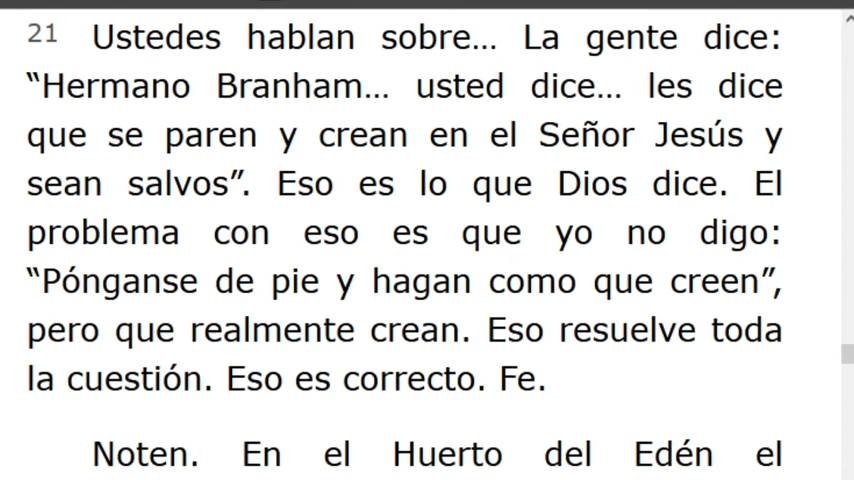 21 Ustedes hablan sobre... La gente dice:
“Hermano Branham... usted dice... les dice
que se paren y crean en el Señor Jesús y
sean salvos”. Eso es lo que Dios dice. El
problema con eso es que yo no digo:
“Pónganse de pie y hagan como que creen”,
pero que realmente crean. Eso resuelve toda
la cuestión. Eso es correcto. Fe.
Noten. En el Huerto del Edén el